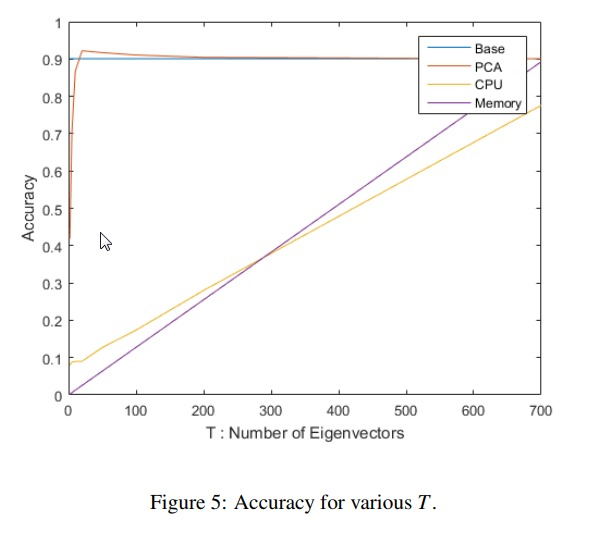 1
0.9
0.8
0.7
0.6
0.5
0.4
0.3
0.2
0.1
0
Accuracy
Base
PCA
CPU
Memory
0 100 200 300 400 500 600 700
T : Number of Eigenvectors
Figure 5: Accuracy for various T.